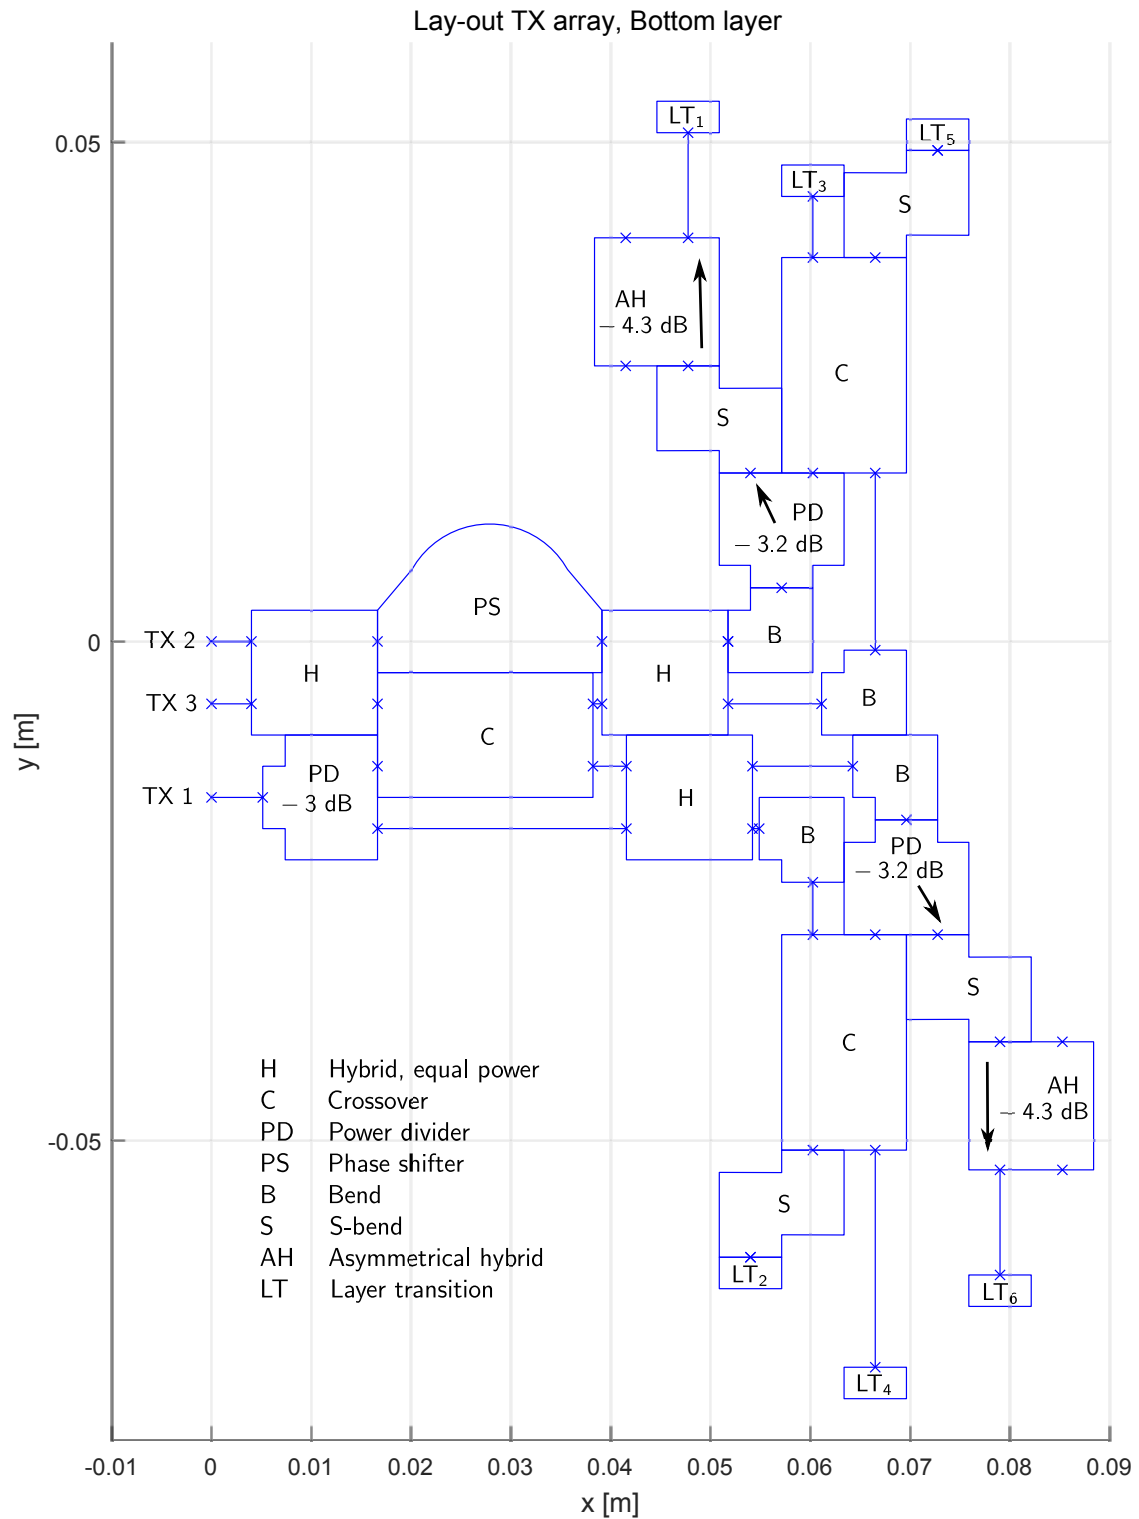 Lay-out TX array, Bottom layer
LT1
0.05
LT5
LT3
S
AH
− 4.3 dB
C
S
PD
− 3.2 dB
PS
B
0
TX 2
H
H
TX 3
B
C
y [m]
PD
B
TX 1
− 3 dB
H
B
PD
− 3.2 dB
S
C
H Hybrid, equal power
AH
− 4.3 dB
C Crossover
PD Power divider
-0.05
PS Phase shifter
B Bend
S
S S-bend
AH Asymmetrical hybrid
LT2
LT Layer transition
LT6
LT4
-0.01 0 0.01 0.02 0.03 0.04 0.05 0.06 0.07 0.08 0.09
x [m]